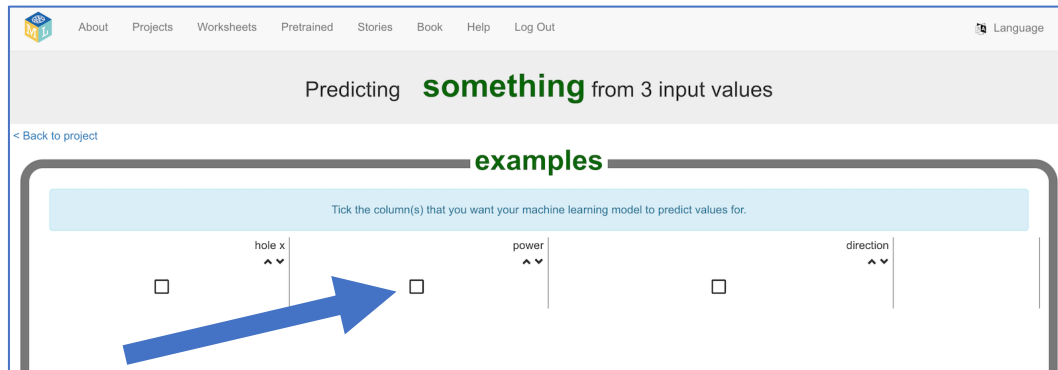 ML
About Projects Worksheets Pretrained Stories Book Help Log Out Language
Predicting something from 3 input values
< Back to project
examples
Tick the column(s) that you want your machine learning model to predict values for.
hole x power direction